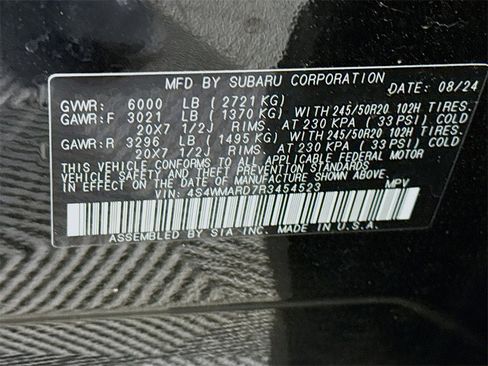 MFD BY SUBARU CORPORATION DATE: 08/24
GVWR: 6000 LB ( 2721 KG)
GAWR:F 3021 LB ( 1370 KG) WITH 245/50R20 102H TIRES.
20X7 1/2J RIMS. AT 230 KPA ( 33 PSI) COLD
GAWR:R 3296 LB ( 1495 KG) WITH 245/50R20 102H TIRES.
20X7 1/2J RIMS. AT 230 KPA ( 33 PSI) COLD
THIS VEHICLE CONFORMS TO ALL APPLICABLE FEDERAL MOTOR
VEHICLE SAFETY AND THEFT PREVENTION STANDARDS
IN EFFECT ON THE DATE OF MANUFACTURE SHOWN ABOVE.
VIN: 4S4WMARD7R3454523 MPV
ASSEMBLED BY SIA INC. MADE IN U.S.A.